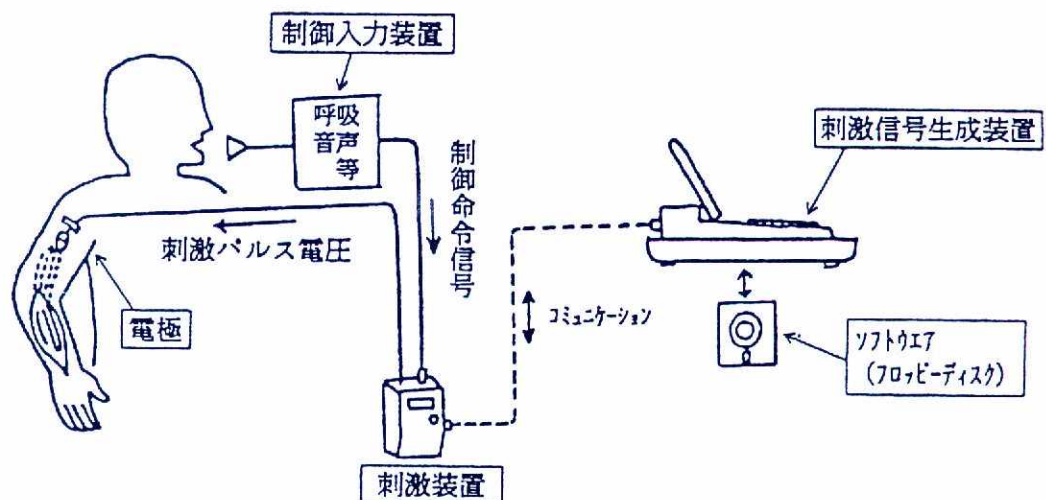 制御入力装置
呼吸
音声
等
制御命令信号
刺激パルス電圧
電極
刺激装置
コミュニケーション
刺激信号生成装置
ソフトウエア
(フロッピーディスク)